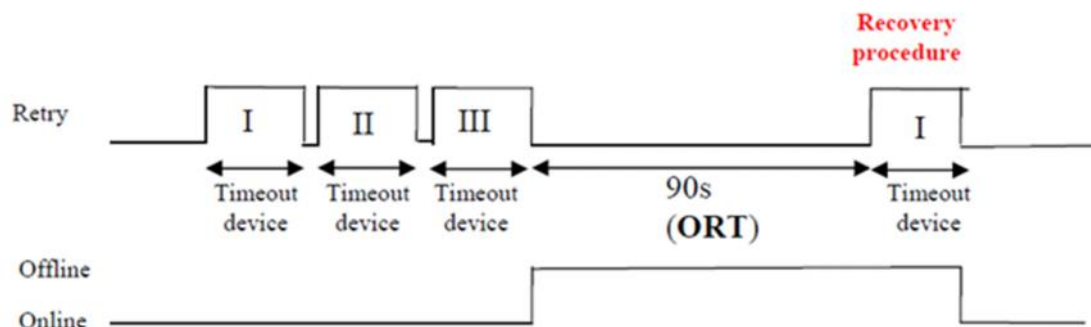 Recovery
procedure
Retry
I
II
III
I
Timeout
device
Timeout
device
Timeout
device
90s
(ORT)
Timeout
device
Offline
Online